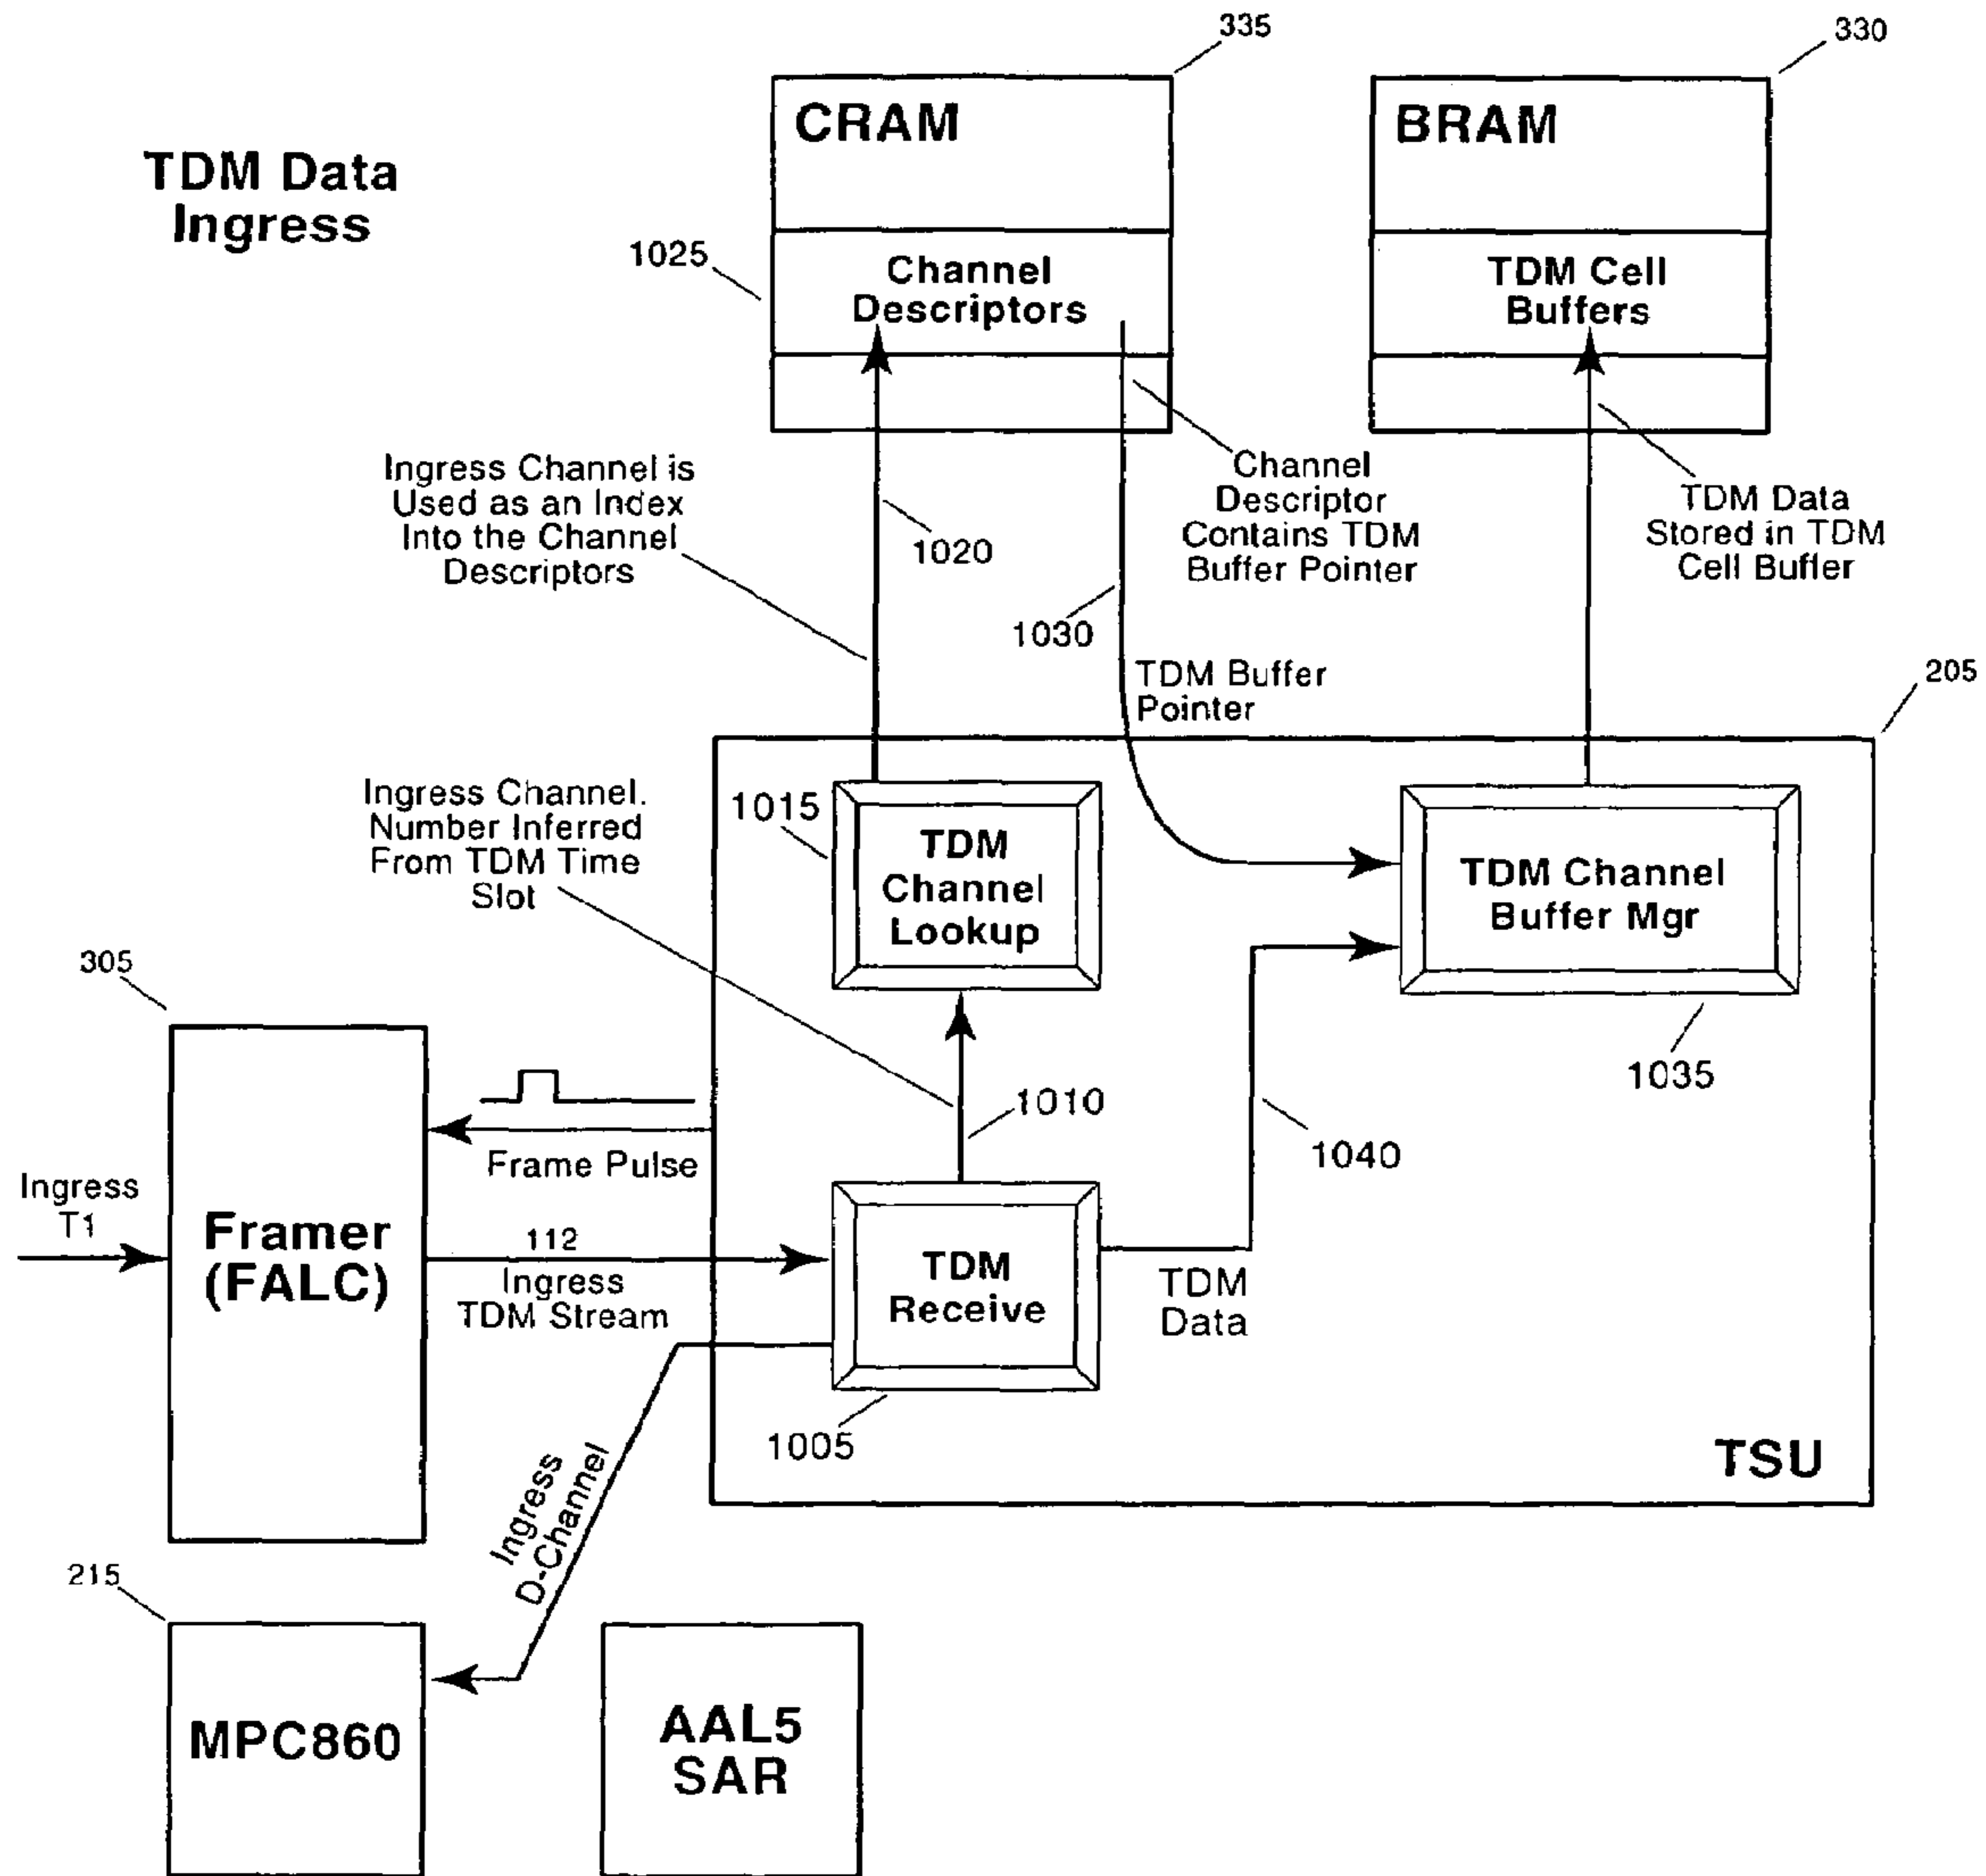 335
330
CRAM
BRAM
TDM Data
Ingress
1025
Channel
Descriptors
TDM Cell
Buffers
Ingress Channel is
Used as an Index
Into the Channel
Descriptors
1020
Channel
Descriptor
Contains TDM
Buffer Pointer
TDM Data
Stored in TDM
Cell Buffer
1030
TDM Buffer
Pointer
205
Ingress Channel.
Number Inferred
From TDM Time
Slot
1015
TDM
Channel
Lookup
TDM Channel
Buffer Mgr
305
1035
1010
Frame Pulse
1040
Ingress
T1
Framer
(FALC)
112
Ingress
TDM Stream
TDM
Receive
TDM
Data
1005
TSU
Ingress
D-Channel
215
MPC860
AAL5
SAR